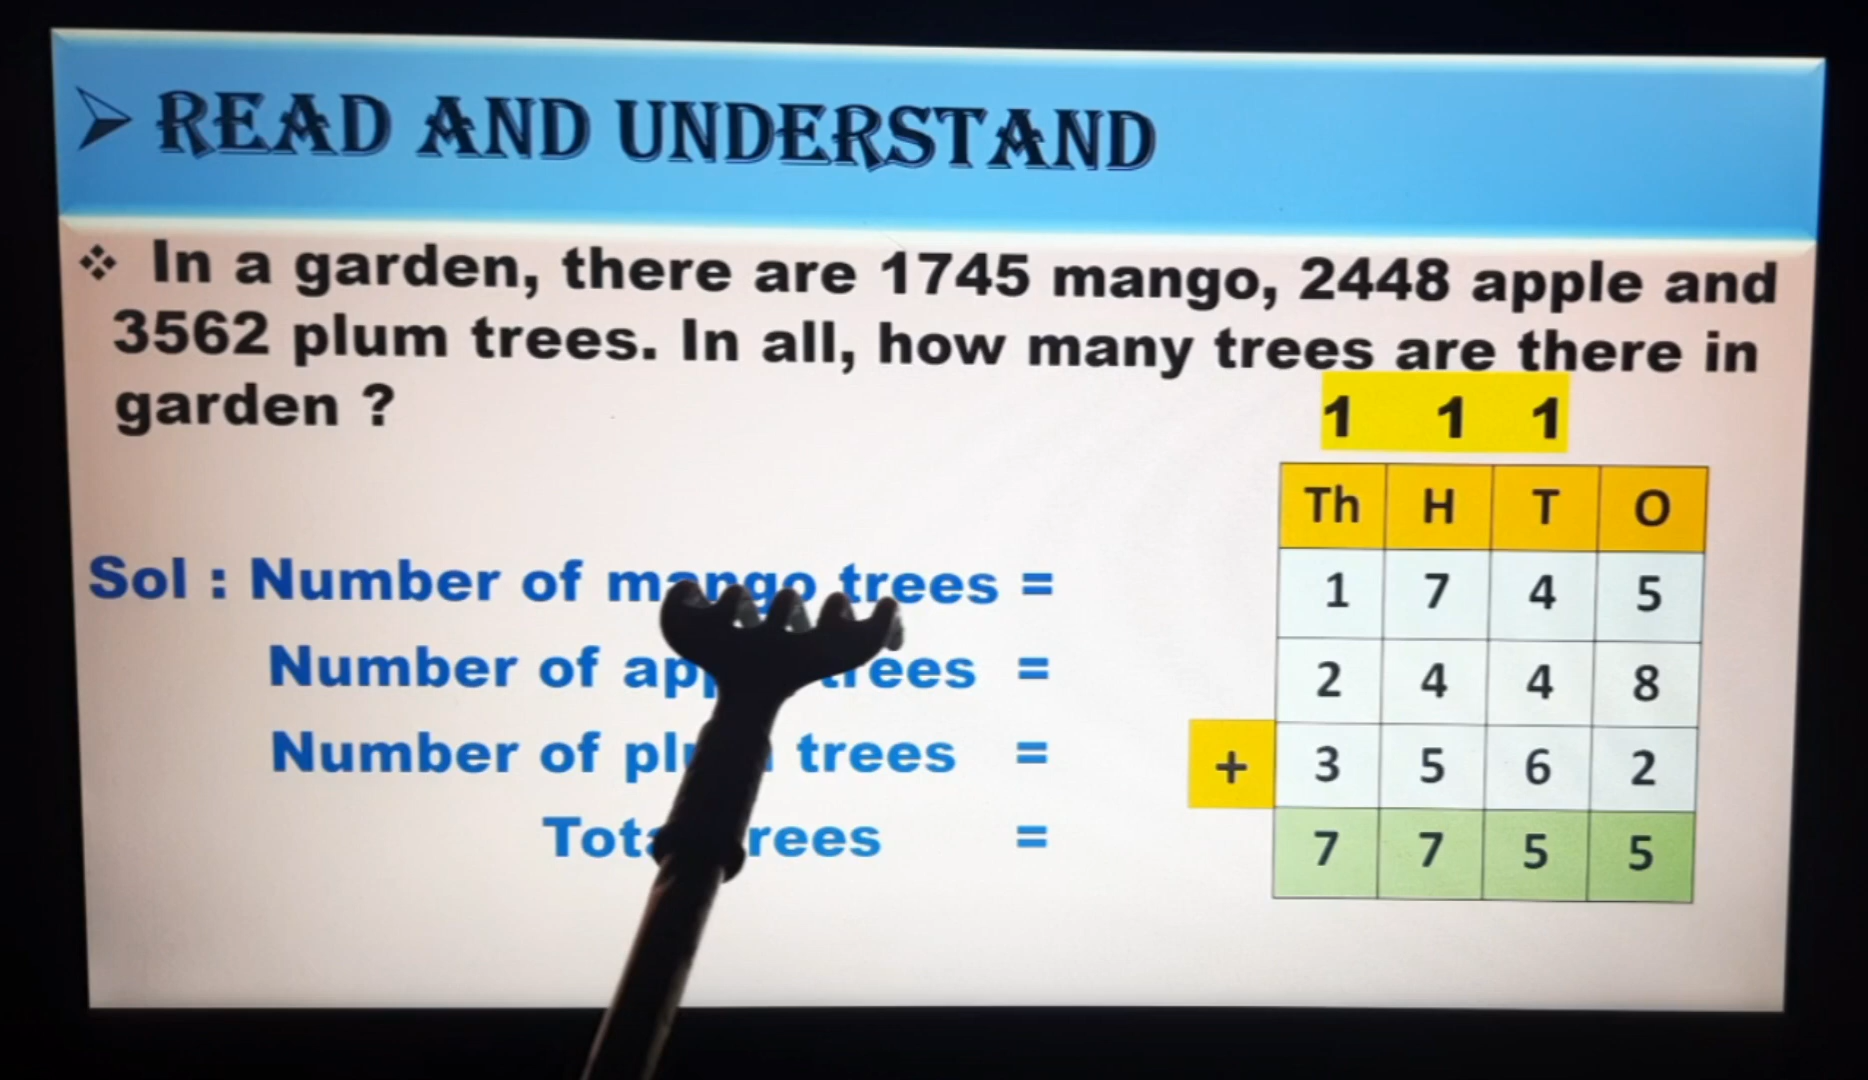 READ AND UNDERSTAND
In a garden, there are 1745 mango, 2448 apple and
3562 plum trees. In all, how many trees are there in
garden ?
1 1 1
Th H T O
Sol : Number of mango trees = 1 7 4 5
Number of trees = 2 4 4 8
Number of trees = + 3 5 6 2
= 7 7 5 5